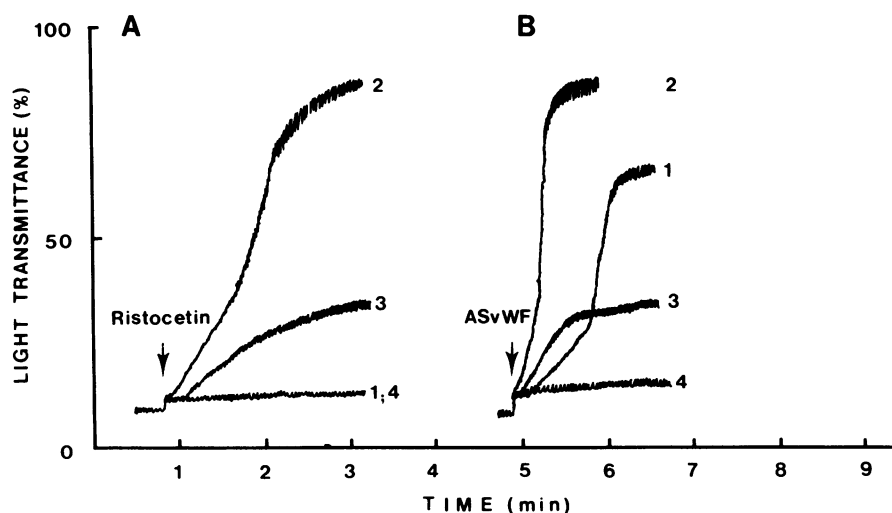 A
B
LIGHT TRANSMITTANCE (%)
100
50
0
Ristocetin
2
3
1;4
ASvWF
2
1
3
4
1 2 3 4 5 6 7 8 9
TIME (min)